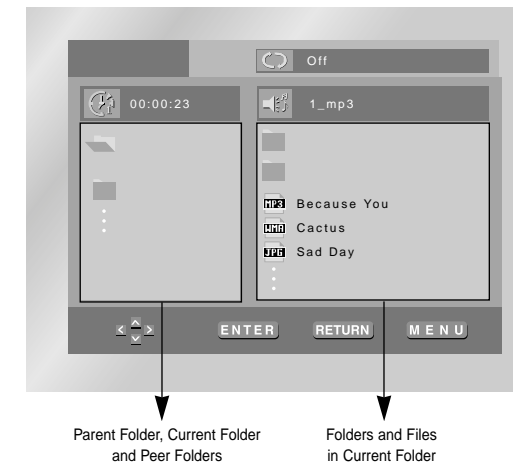 Off
00:00:23
1_mp3
MP3 Because You
WMA Cactus
JPG Sad Day
ENTER RETURN MENU
Parent Folder, Current Folder
and Peer Folders
Folders and Files
in Current Folder